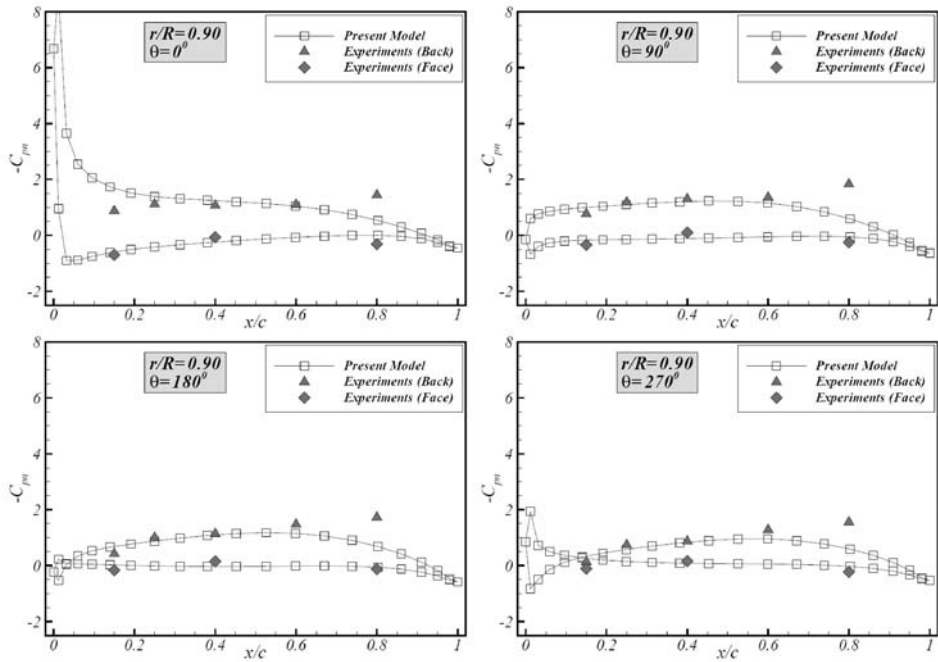 8
r/R=0.90
θ=0⁰
Present Model
Experiments (Back)
Experiments (Face)
6
4
2
0
-2
-Cpn
0
0.2
0.4
0.6
0.8
1
x/c
8
r/R=0.90
θ=90⁰
Present Model
Experiments (Back)
Experiments (Face)
6
4
2
0
-2
-Cpn
0
0.2
0.4
0.6
0.8
1
x/c
8
r/R=0.90
θ=180⁰
Present Model
Experiments (Back)
Experiments (Face)
6
4
2
0
-2
-Cpn
0
0.2
0.4
0.6
0.8
1
x/c
8
r/R=0.90
θ=270⁰
Present Model
Experiments (Back)
Experiments (Face)
6
4
2
0
-2
-Cpn
0
0.2
0.4
0.6
0.8
1
x/c